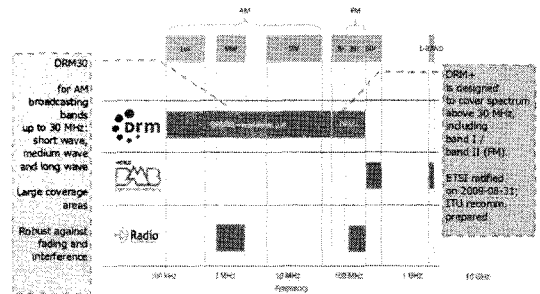 AM
FM
LW
MW
SW
DRM30
for AM
broadcasting
bands
up to 30 MHz:
short wave,
medium wave
and long wave
Large coverage
areas
Robust against
fading and
interference
DRM
DMB
Radio
DRM+
is designed
to cover spectrum
above 30 MHz,
including
band I /
band II (FM).
ETSI ratified
on 2009-08-31;
ITU recomm.
prepared
1 MHz
10 MHz
100 MHz
1 GHz
10 GHz
Frequency